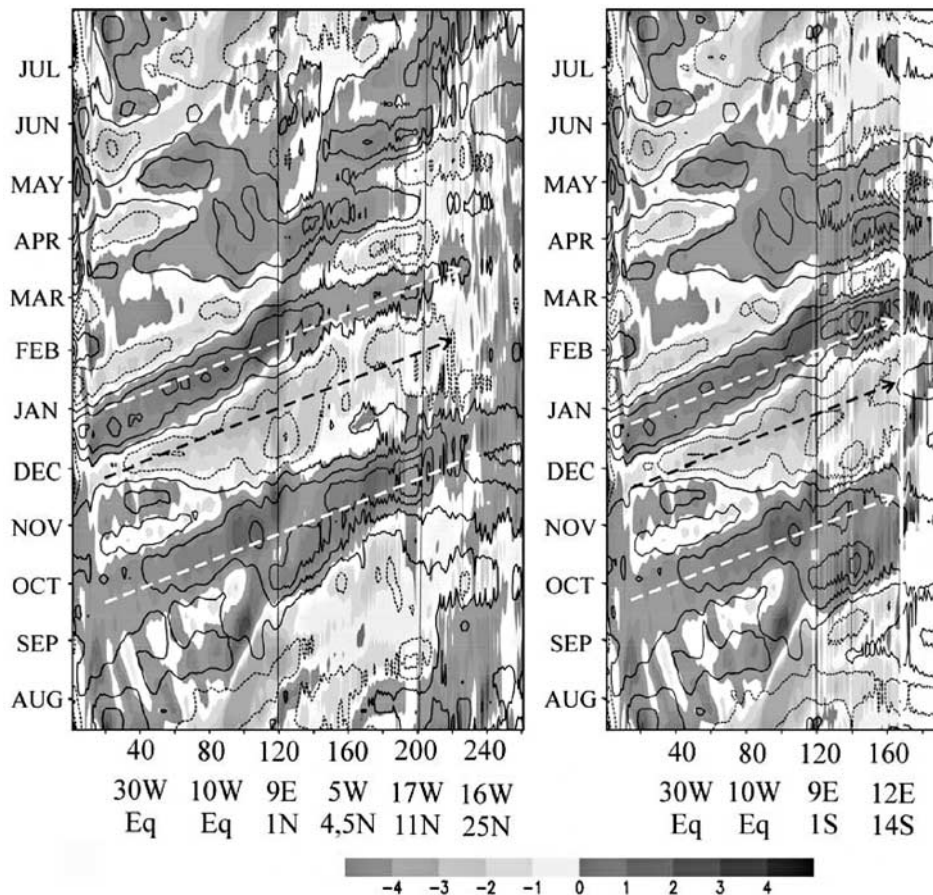 JUL JUL
JUN JUN
MAY MAY
APR APR
MAR MAR
FEB FEB
JAN JAN
DEC DEC
NOV NOV
OCT OCT
SEP SEP
AUG AUG
40 80 120 160 200 240 40 80 120 160
30W 10W 9E 5W 17W 16W 30W 10W 9E 12E
Eq Eq 1N 4,5N 11N 25N Eq Eq 1S 14S
-4 -3 -2 -1 0 1 2 3 4